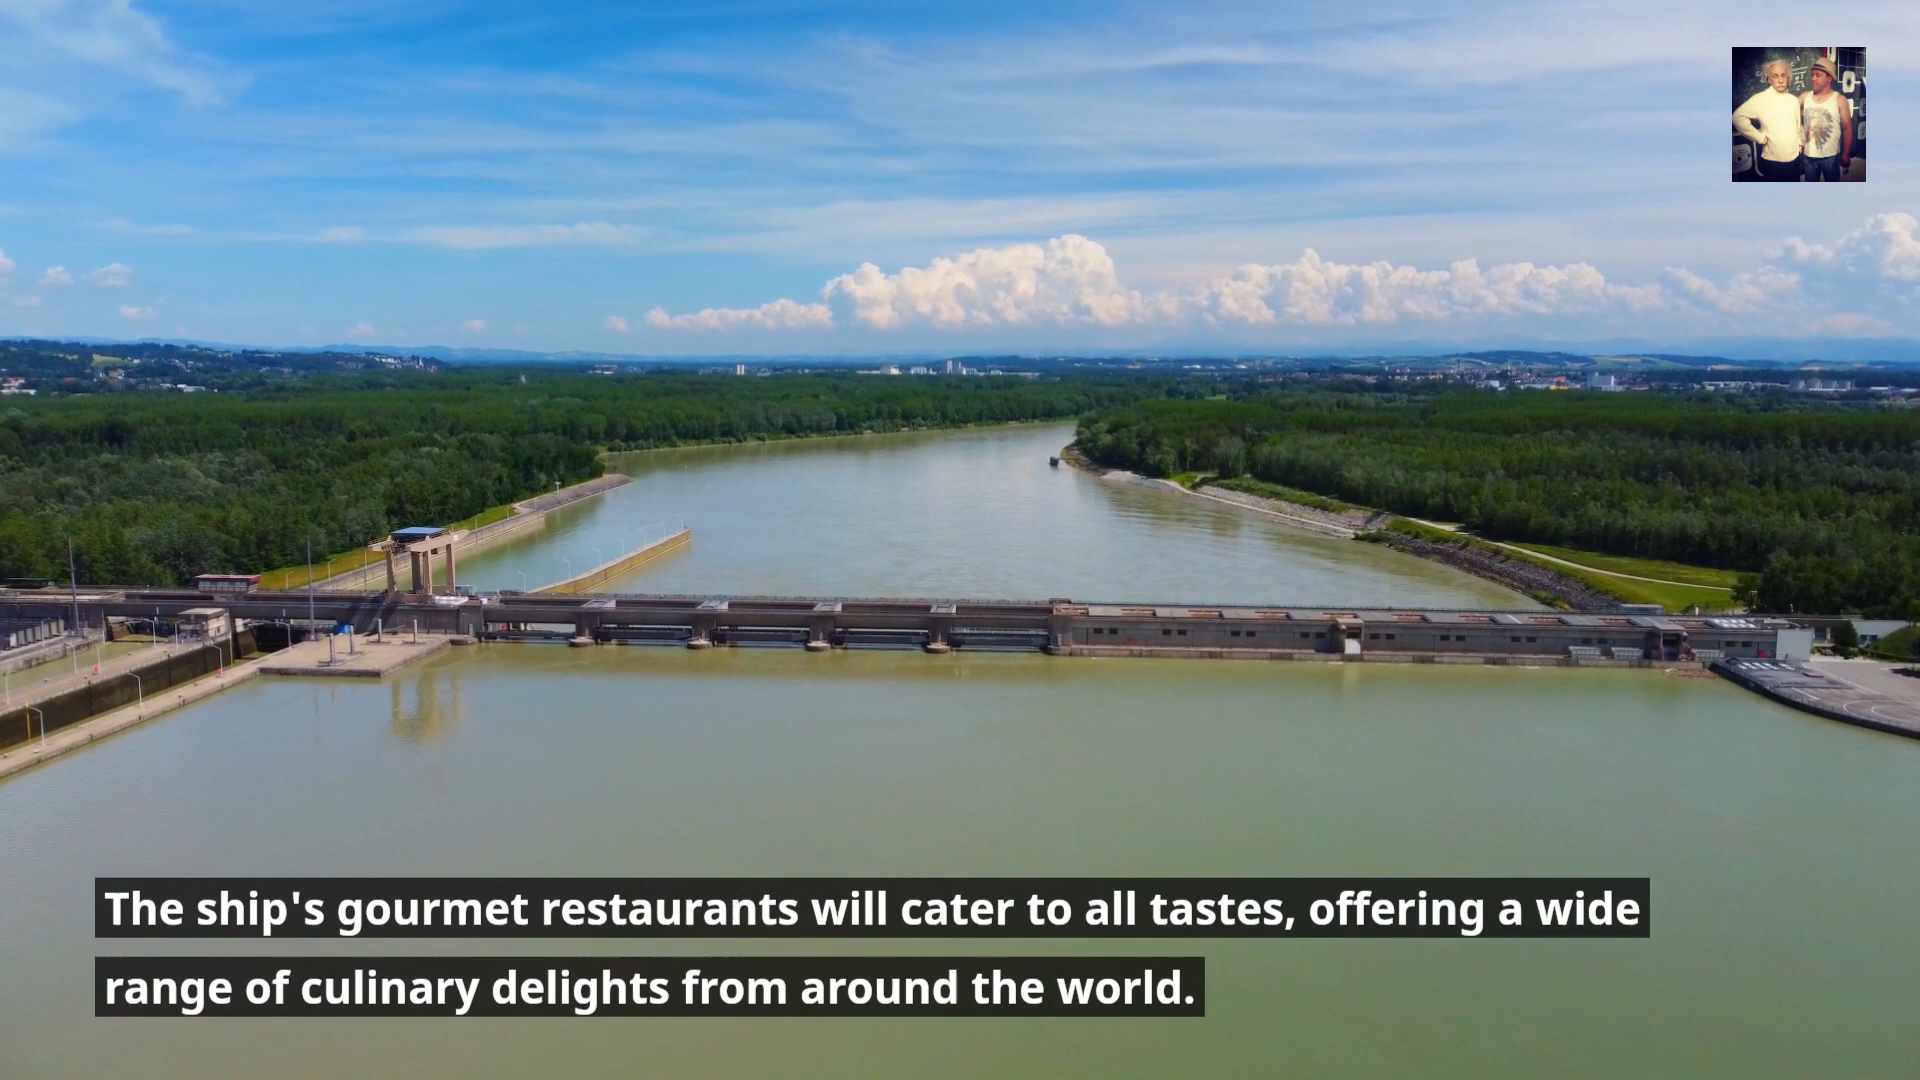 The ship's gourmet restaurants will cater to all tastes, offering a wide
range of culinary delights from around the world.